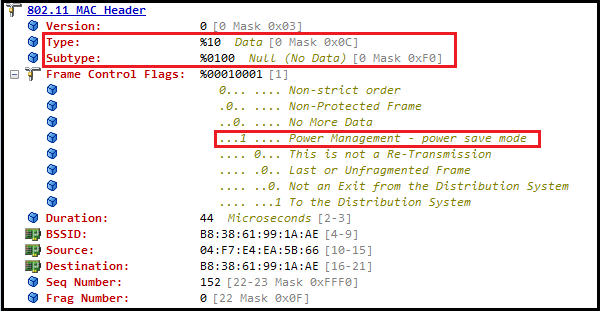 802.11 MAC Header
Version: 0 [0 Mask 0x03]
Type: %10 Data [0 Mask 0x0C]
Subtype: %0100 Null (No Data) [0 Mask 0xF0]
Frame Control Flags: %00010001 [1]
0... .... Non-strict order
.0.. .... Non-Protected Frame
..0. .... No More Data
...1 .... Power Management - power save mode
.... 0... This is not a Re-Transmission
.... .0.. Last or Unfragmented Frame
.... ..0. Not an Exit from the Distribution System
.... ...1 To the Distribution System
Duration: 44 Microseconds [2-3]
BSSID: B8:38:61:99:1A:AE [4-9]
Source: 04:F7:E4:EA:5B:66 [10-15]
Destination: B8:38:61:99:1A:AE [16-21]
Seq Number: 152 [22-23 Mask 0xFFF0]
Frag Number: 0 [22 Mask 0x0F]